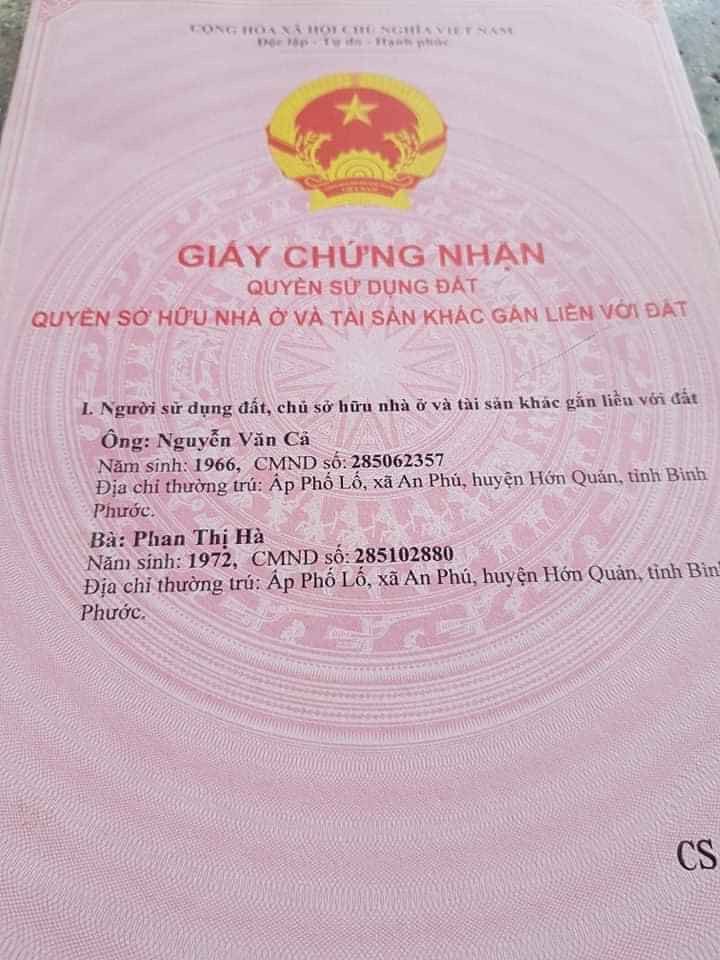 CỘNG HÒA XÃ HỘI CHỦ NGHĨA VIỆT NAM
Độc lập - Tự do - Hạnh phúc
GIẤY CHỨNG NHẬN
QUYỀN SỬ DỤNG ĐẤT
QUYỀN SỞ HỮU NHÀ Ở VÀ TÀI SẢN KHÁC GẮN LIỀN VỚI ĐẤT
I. Người sử dụng đất, chủ sở hữu nhà ở và tài sản khác gắn liền với đất
Ông: Nguyễn Văn Cả
Năm sinh: 1966, CMND số: 285062357
Địa chỉ thường trú: Ấp Phố Lố, xã An Phú, huyện Hớn Quản, tỉnh Bình
Phước.
Bà: Phan Thị Hà
Năm sinh: 1972, CMND số: 285102880
Địa chỉ thường trú: Ấp Phố Lố, xã An Phú, huyện Hớn Quản, tỉnh Bình
Phước.
CS